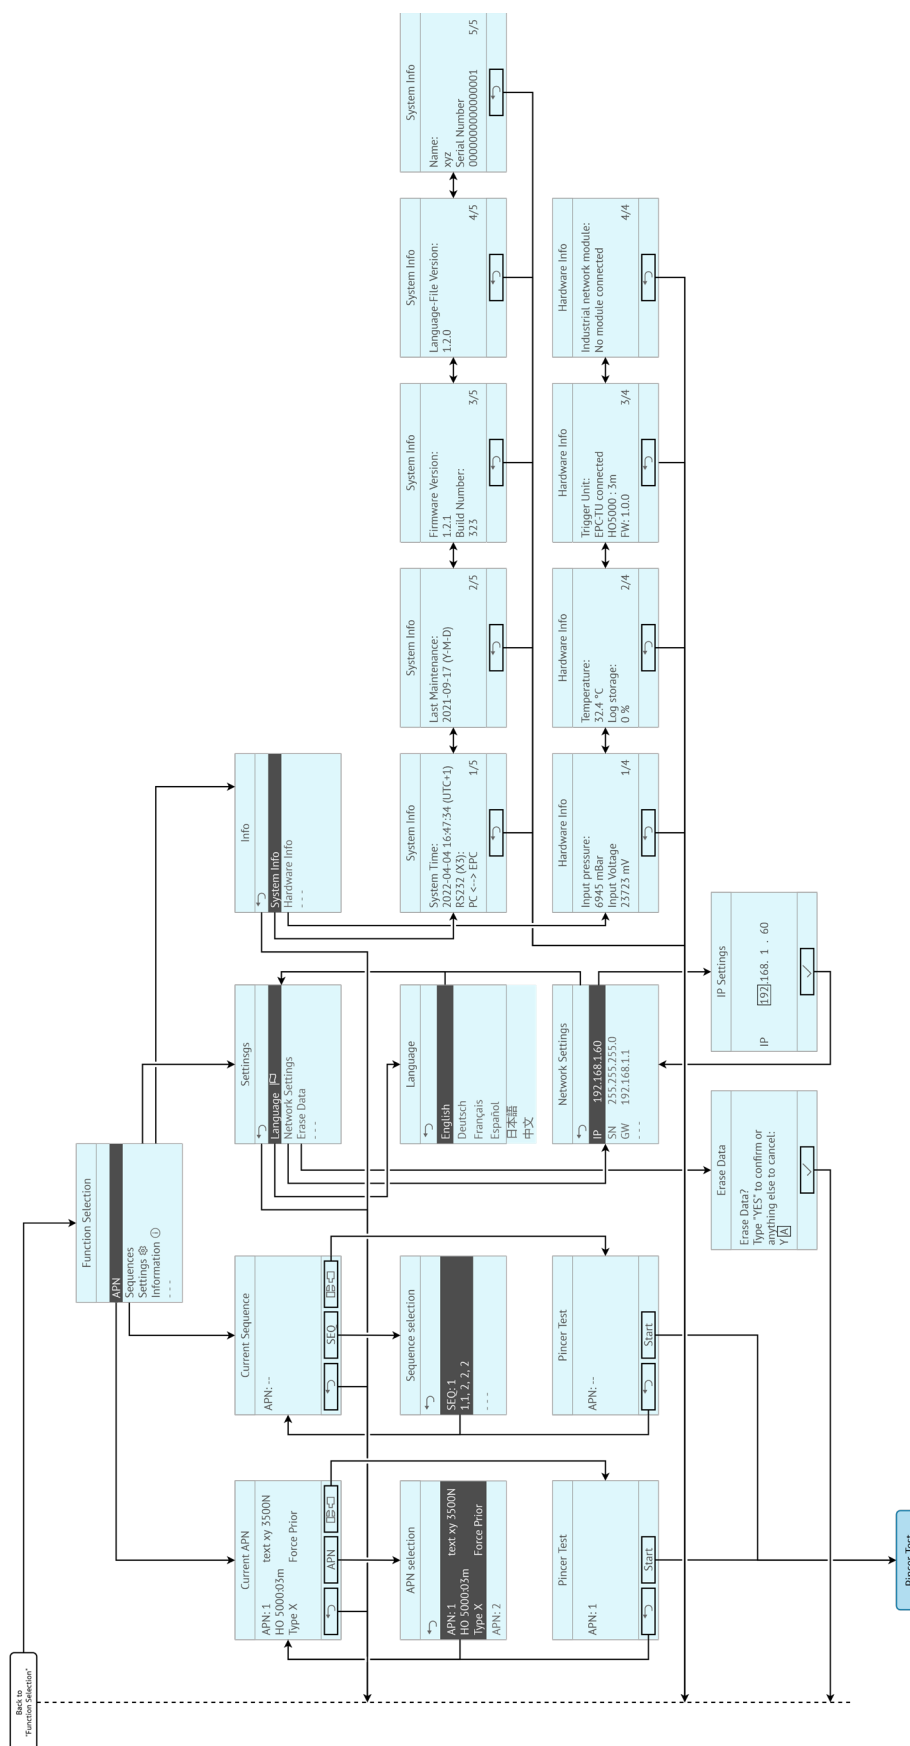 Back to
"Function Selection"
Function Selection
APN
Sequences
Settings
Information
- - -
Current APN
APN: 1 text xy 3500N
HO 5000:03m
Type X Force Prior
APN
Current Sequence
APN: --
SEQ
Settinsgs
Language
Network Settings
Erase Data
- - -
Info
System Info
Hardware Info
- - -
APN selection
APN: 1 text xy 3500N
HO 5000:03m
Type X Force Prior
APN: 2
Sequence selection
SEQ: 1
1,1, 2, 2, 2
- - -
Language
English
Deutsch
Français
Español
日本語
中文
System Info
System Time:
2022-04-04 16:47:34 (UTC+1)
RS232 (X3):
PC <--> EPC
1/5
System Info
Last Maintenance:
2021-09-17 (Y-M-D)
2/5
System Info
Firmware Version:
1.2.1
Build Number:
323
3/5
System Info
Language-File Version:
1.2.0
4/5
System Info
Name:
xyz
Serial Number
0000000000000001
5/5
Pincer Test
APN: 1
Start
Pincer Test
APN: --
Start
Network Settings
IP 192.168.1.60
SN 255.255.255.0
GW 192.168.1.1
- - -
Hardware Info
Input pressure:
6945 mBar
Input Voltage
23723 mV
1/4
Hardware Info
Temperature:
32.4 °C
Log storage:
0 %
2/4
Hardware Info
Trigger Unit:
EPC-TU connected
HO5000 : 3m
FW: 1.0.0
3/4
Hardware Info
Industrial network module:
No module connected
4/4
Erase Data
Erase Data?
Type "YES" to confirm or
anything else to cancel:
Y A
IP Settings
IP 192.168. 1 . 60
Pincer Test